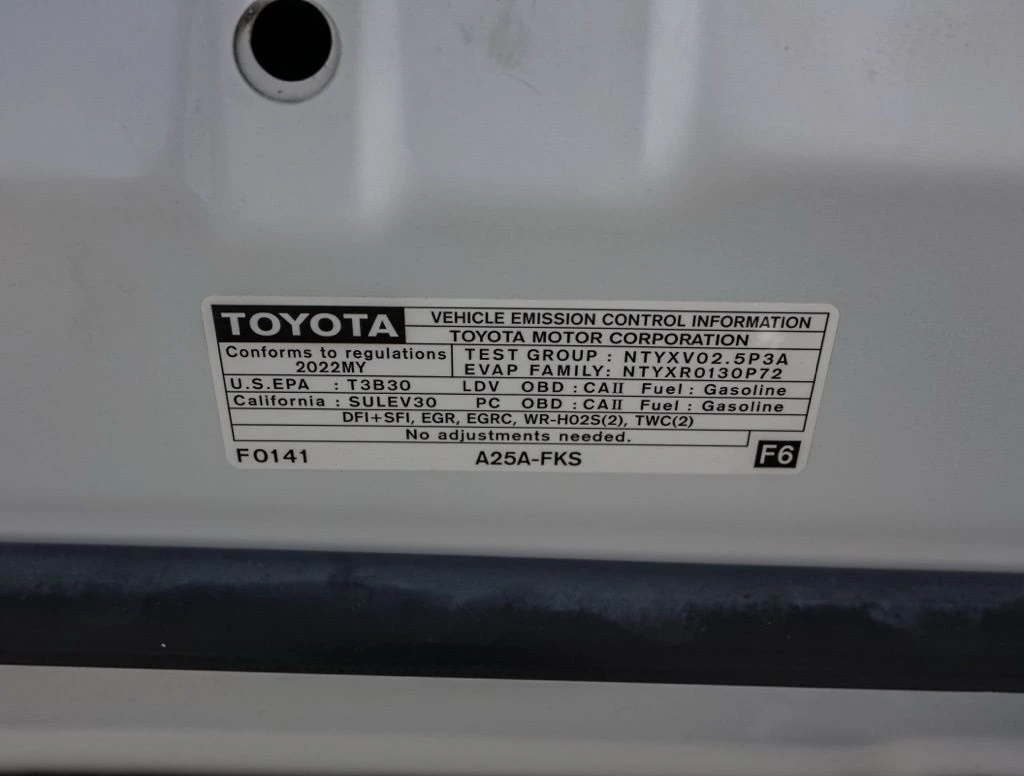 TOYOTA VEHICLE EMISSION CONTROL INFORMATION
TOYOTA MOTOR CORPORATION
Conforms to regulations
2022MY
TEST GROUP : NTYXV02.5P3A
EVAP FAMILY: NTYXR0130P72
U.S.EPA : T3B30 LDV OBD : CAII Fuel : Gasoline
California : SULEV30 PC OBD : CAII Fuel : Gasoline
DFI+SFI, EGR, EGRC, WR-HO2S(2), TWC(2)
No adjustments needed.
F0141 A25A-FKS F6